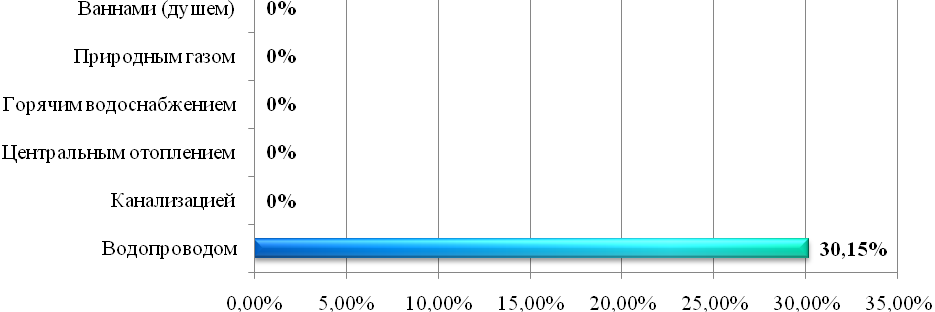 Ваннами (душем) 0%
Природным газом 0%
Горячим водоснабжением 0%
Центральным отоплением 0%
Канализацией 0%
Водопроводом 30,15%
0,00% 5,00% 10,00% 15,00% 20,00% 25,00% 30,00% 35,00%